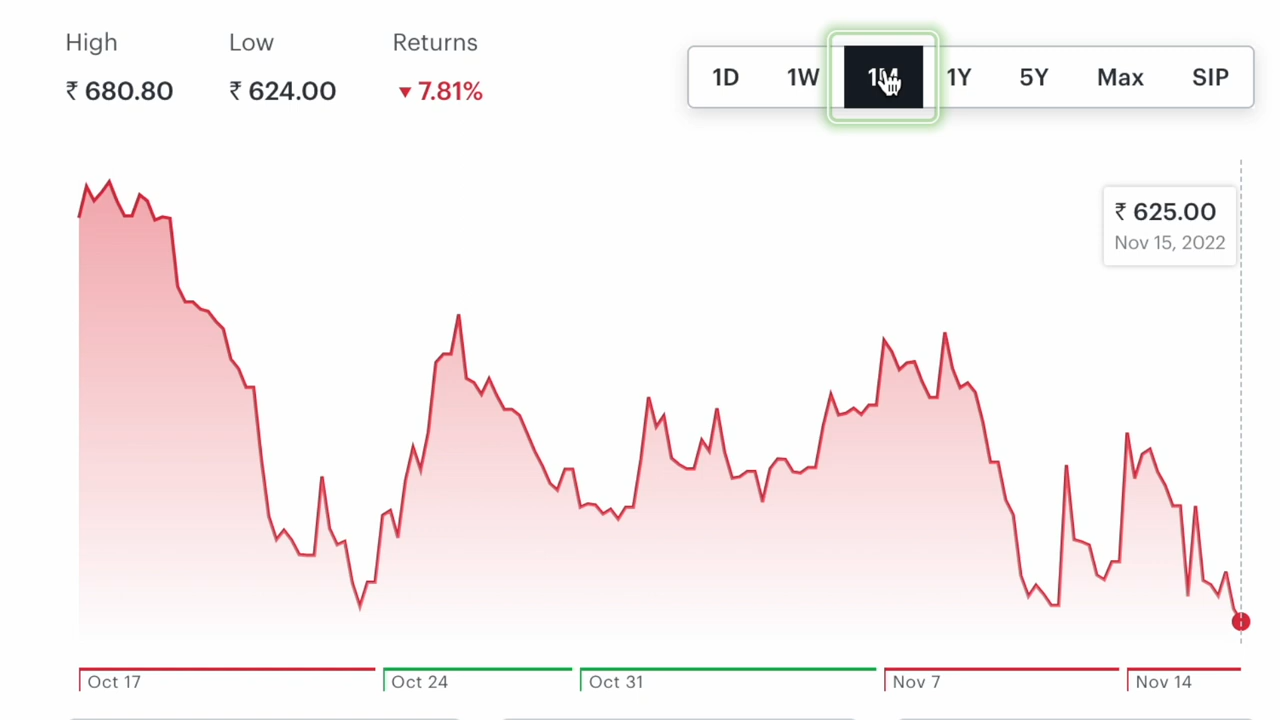 High Low Returns
₹ 680.80 ₹ 624.00 ▼ 7.81%
1D 1W 1M 1Y 5Y Max SIP
₹ 625.00
Nov 15, 2022
Oct 17 Oct 24 Oct 31 Nov 7 Nov 14